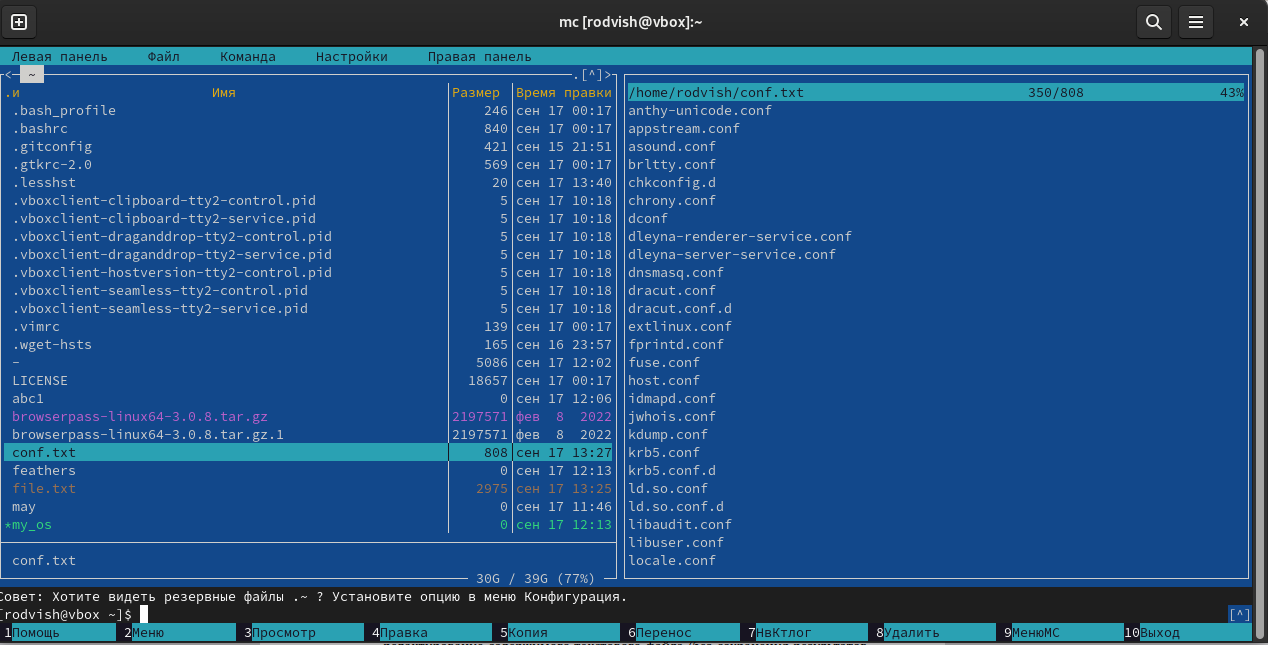 mc [rodvish@vbox]:~
Левая панель Файл Команда Настройки Правая панель
<- ~ .[^]>
.и Имя Размер Время правки
.bash_profile 246 сен 17 00:17
.bashrc 840 сен 17 00:17
.gitconfig 421 сен 15 21:51
.gtkrc-2.0 569 сен 17 00:17
.lesshst 20 сен 17 13:40
.vboxclient-clipboard-tty2-control.pid 5 сен 17 10:18
.vboxclient-clipboard-tty2-service.pid 5 сен 17 10:18
.vboxclient-draganddrop-tty2-control.pid 5 сен 17 10:18
.vboxclient-draganddrop-tty2-service.pid 5 сен 17 10:18
.vboxclient-hostversion-tty2-control.pid 5 сен 17 10:18
.vboxclient-seamless-tty2-control.pid 5 сен 17 10:18
.vboxclient-seamless-tty2-service.pid 5 сен 17 10:18
.vimrc 139 сен 17 00:17
.wget-hsts 165 сен 16 23:57
- 5086 сен 17 12:02
LICENSE 18657 сен 17 00:17
abc1 0 сен 17 12:06
browserpass-linux64-3.0.8.tar.gz 2197571 фев 8 2022
browserpass-linux64-3.0.8.tar.gz.1 2197571 фев 8 2022
conf.txt 808 сен 17 13:27
feathers 0 сен 17 12:13
file.txt 2975 сен 17 13:25
may 0 сен 17 11:46
*my_os 0 сен 17 12:13
conf.txt
30G / 39G (77%)
/home/rodvish/conf.txt 350/808 43%
anthy-unicode.conf
appstream.conf
asound.conf
brltty.conf
chkconfig.d
chrony.conf
dconf
dleyna-renderer-service.conf
dleyna-server-service.conf
dnsmasq.conf
dracut.conf
dracut.conf.d
extlinux.conf
fprintd.conf
fuse.conf
host.conf
idmapd.conf
jwhois.conf
kdump.conf
krb5.conf
krb5.conf.d
ld.so.conf
ld.so.conf.d
libaudit.conf
libuser.conf
locale.conf
Совет: Хотите видеть резервные файлы .~ ? Установите опцию в меню Конфигурация.
[rodvish@vbox ~]$ [^]
1Помощь 2Меню 3Просмотр 4Правка 5Копия 6Перенос 7НвКтлог 8Удалить 9МенюМС 10Выход